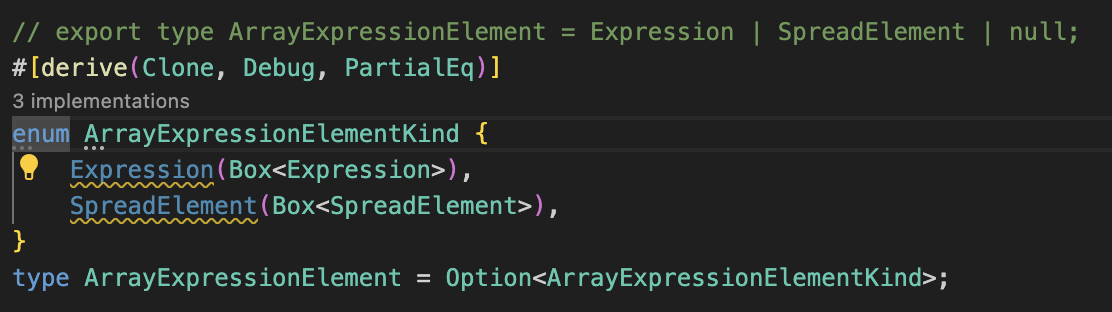 // export type ArrayExpressionElement = Expression | SpreadElement | null;
#[derive(Clone, Debug, PartialEq)]
3 implementations
enum ArrayExpressionElementKind {
    Expression(Box<Expression>),
    SpreadElement(Box<SpreadElement>),
}
type ArrayExpressionElement = Option<ArrayExpressionElementKind>;